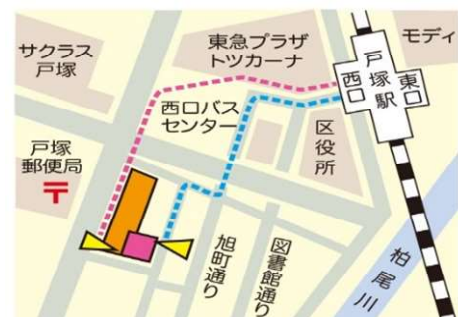 サクラス
戸塚
東急プラザ
トツカーナ
モディ
戸塚駅
西口
東口
西口バス
センター
区役所
戸塚
郵便局
〒
旭町通り
図書館通り
柏尾川